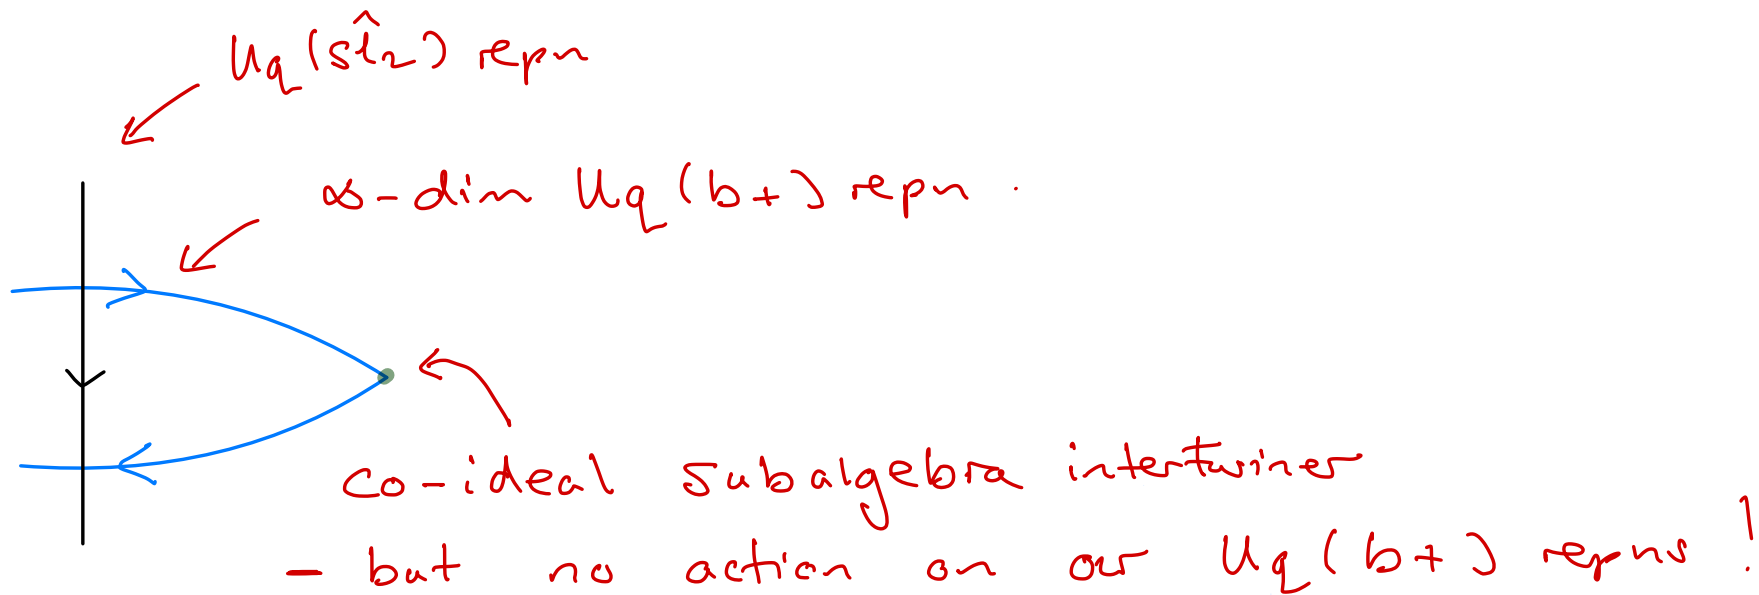 Uq(sl̂2) repn
∞-dim Uq(b+) repn.
co-ideal subalgebra intertwiner
- but no action on our Uq(b+) repns!